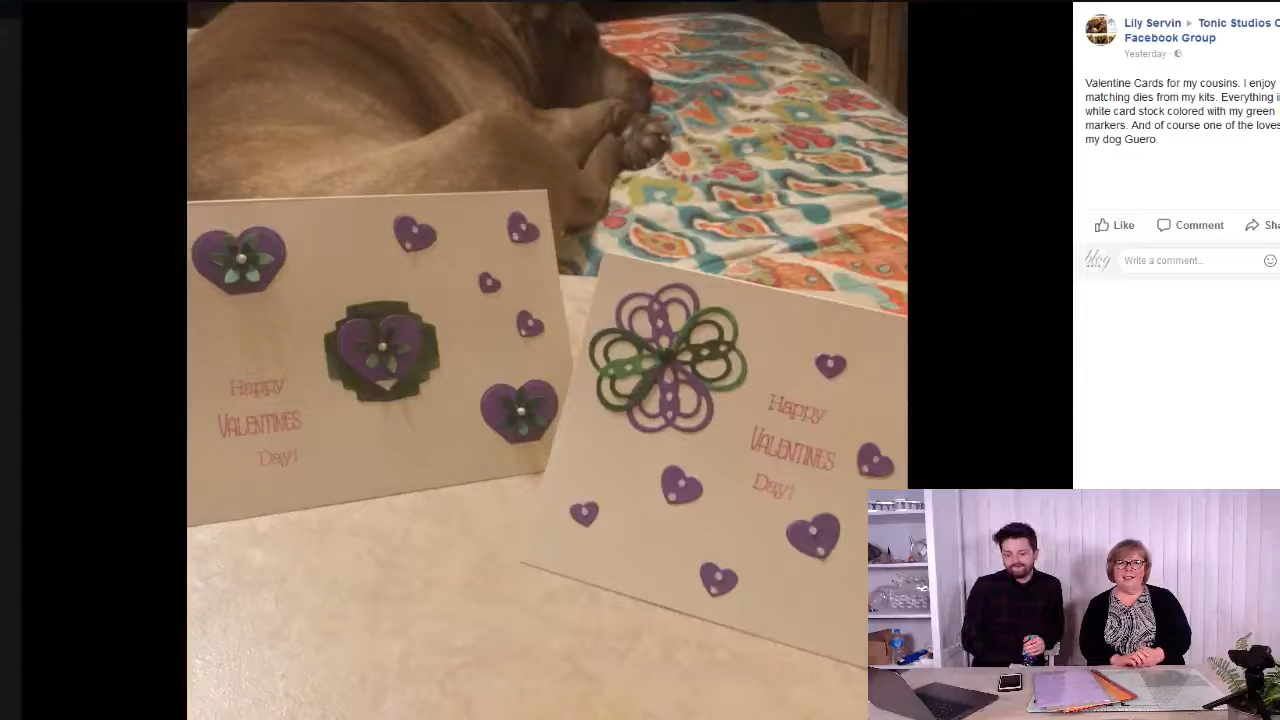 Lily Servin ▸ Tonic Studios
Facebook Group
Yesterday ·
Valentine Cards for my cousins. I enjoy
matching dies from my kits. Everything
white card stock colored with my green
markers. And of course one of the loves
my dog Guero.
Like Comment
blog
Write a comment...
Happy
VALENTINES
Day!
Happy
VALENTINES
Day!